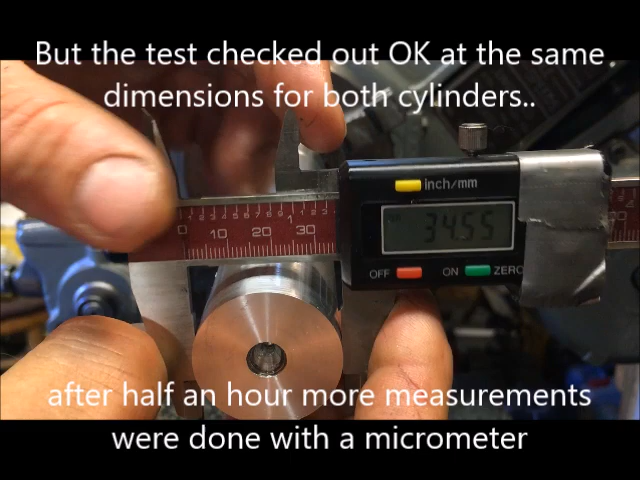 But the test checked out OK at the same
dimensions for both cylinders..
inch/mm
34.55
0 10 20 30
OFF ON ZERO
after half an hour more measurements
were done with a micrometer